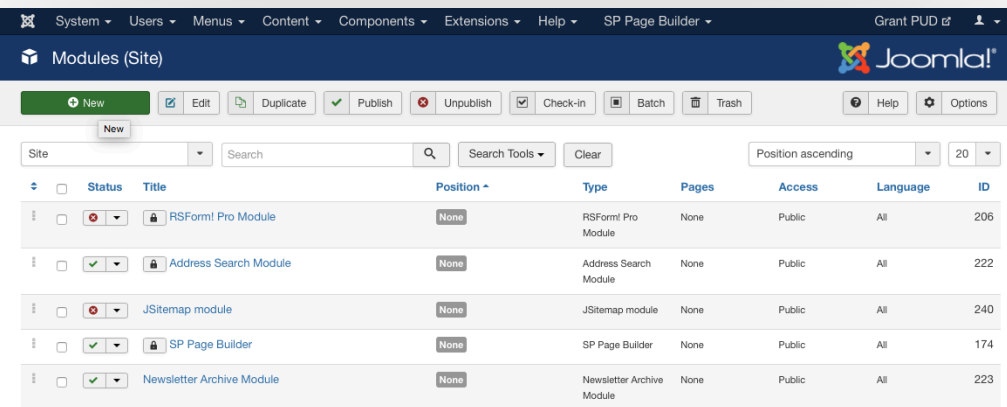 System Users Menus Content Components Extensions Help SP Page Builder Grant PUD
Modules (Site) Joomla!®
New Edit Duplicate Publish Unpublish Check-in Batch Trash Help Options
New
Site Search Search Tools Clear Position ascending 20
Status Title Position Type Pages Access Language ID
RSForm! Pro Module None RSForm! Pro Module None Public All 206
Address Search Module None Address Search Module None Public All 222
JSitemap module None JSitemap module None Public All 240
SP Page Builder None SP Page Builder None Public All 174
Newsletter Archive Module None Newsletter Archive Module None Public All 223